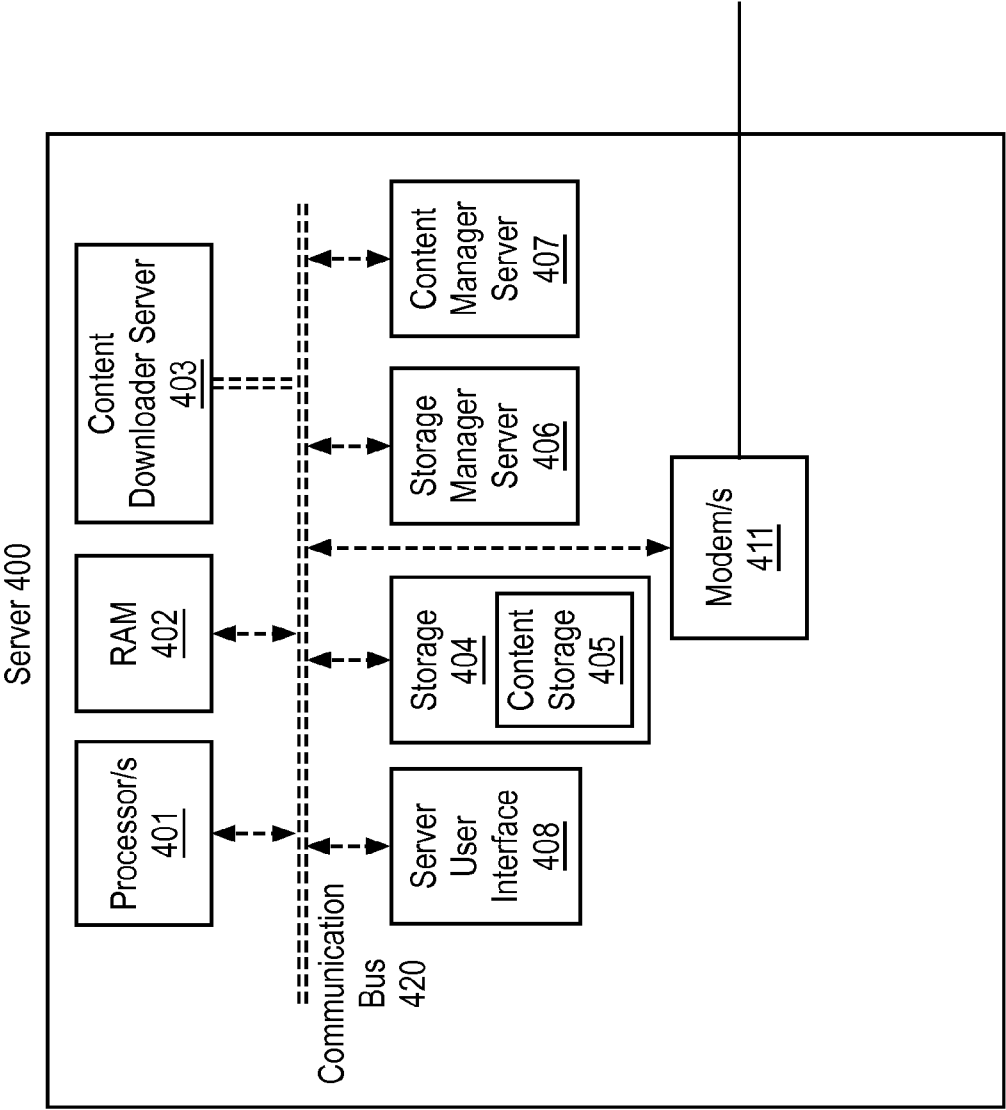 Server 400
Processor/s
401
RAM
402
Content
Downloader Server
403
Communication
Bus
420
Server
User
Interface
408
Storage
404
Content
Storage
405
Storage
Manager
Server
406
Content
Manager
Server
407
Modem/s
411